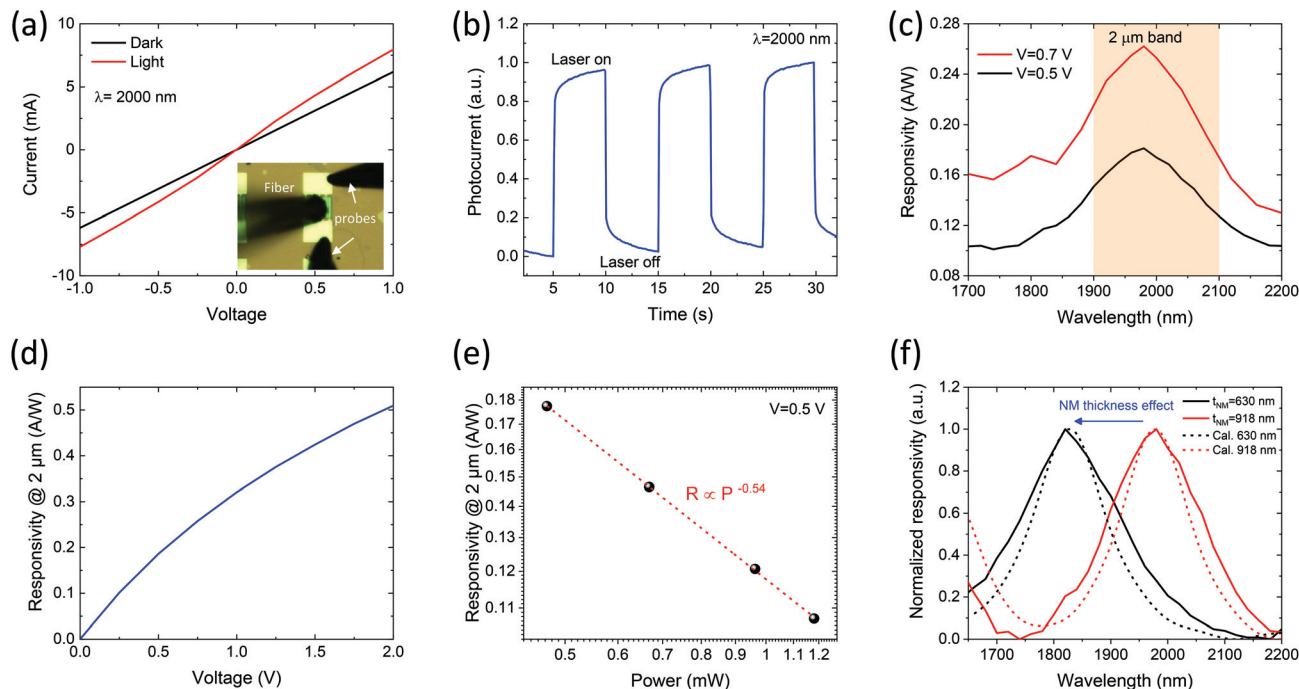 (a)
Dark
Light
λ= 2000 nm
Fiber
probes
10
5
0
-5
-10
-1.0
-0.5
0.0
0.5
1.0
Current (mA)
Voltage
(b)
λ=2000 nm
Laser on
Laser off
1.0
0.8
0.6
0.4
0.2
0.0
5
10
15
20
25
30
Photocurrent (a.u.)
Time (s)
(c)
2 μm band
V=0.7 V
V=0.5 V
0.28
0.24
0.20
0.16
0.12
0.08
1700
1800
1900
2000
2100
2200
Responsivity (A/W)
Wavelength (nm)
(d)
0.5
0.4
0.3
0.2
0.1
0.0
0.0
0.5
1.0
1.5
2.0
Responsivity @ 2 μm (A/W)
Voltage (V)
(e)
V=0.5 V
R ∝ P -0.54
0.18
0.17
0.16
0.15
0.14
0.13
0.12
0.11
0.5
0.6
0.7
0.8
0.9
1
1.1
1.2
Responsivity @ 2 μm (A/W)
Power (mW)
(f)
NM thickness effect
tNM=630 nm
tNM=918 nm
Cal. 630 nm
Cal. 918 nm
1.2
1.0
0.8
0.6
0.4
0.2
0.0
1700
1800
1900
2000
2100
2200
Normalized responsivity (a.u.)
Wavelength (nm)